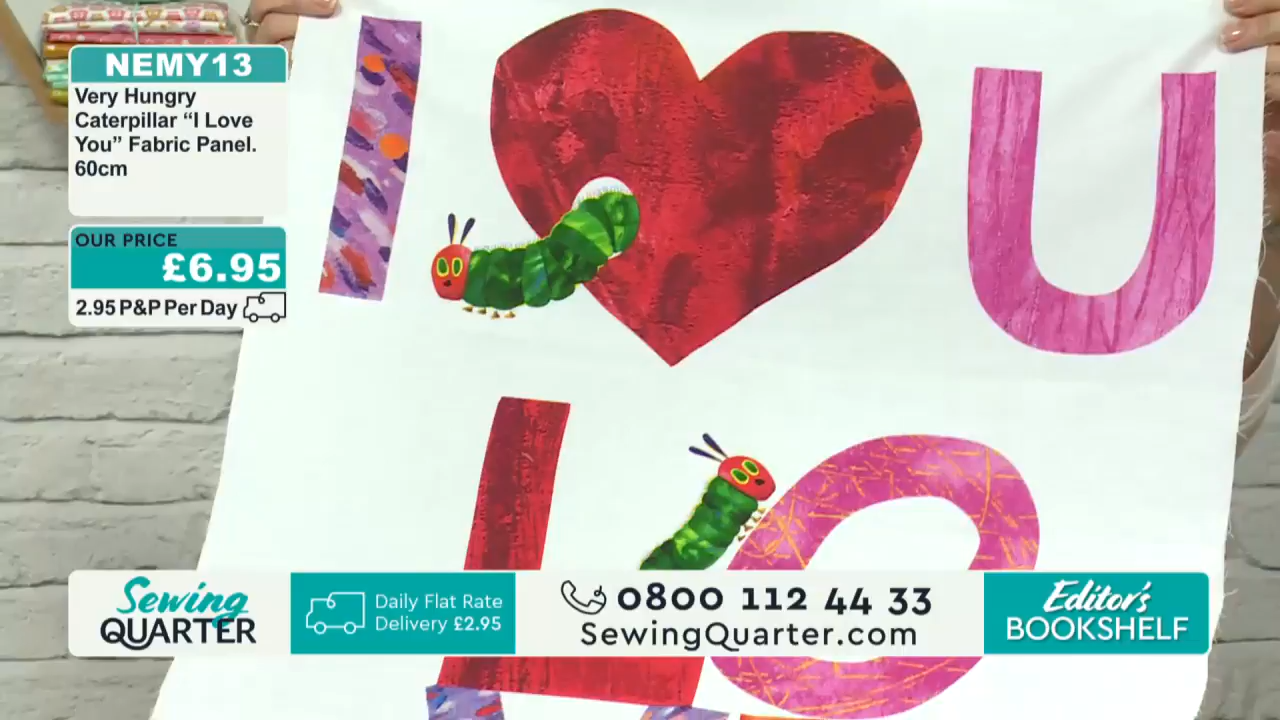 NEMY13
Very Hungry
Caterpillar “I Love
You” Fabric Panel.
60cm
OUR PRICE
£6.95
2.95 P&P Per Day
I U
LO
Sewing
QUARTER
Daily Flat Rate
Delivery £2.95
0800 112 44 33
SewingQuarter.com
Editor's
BOOKSHELF